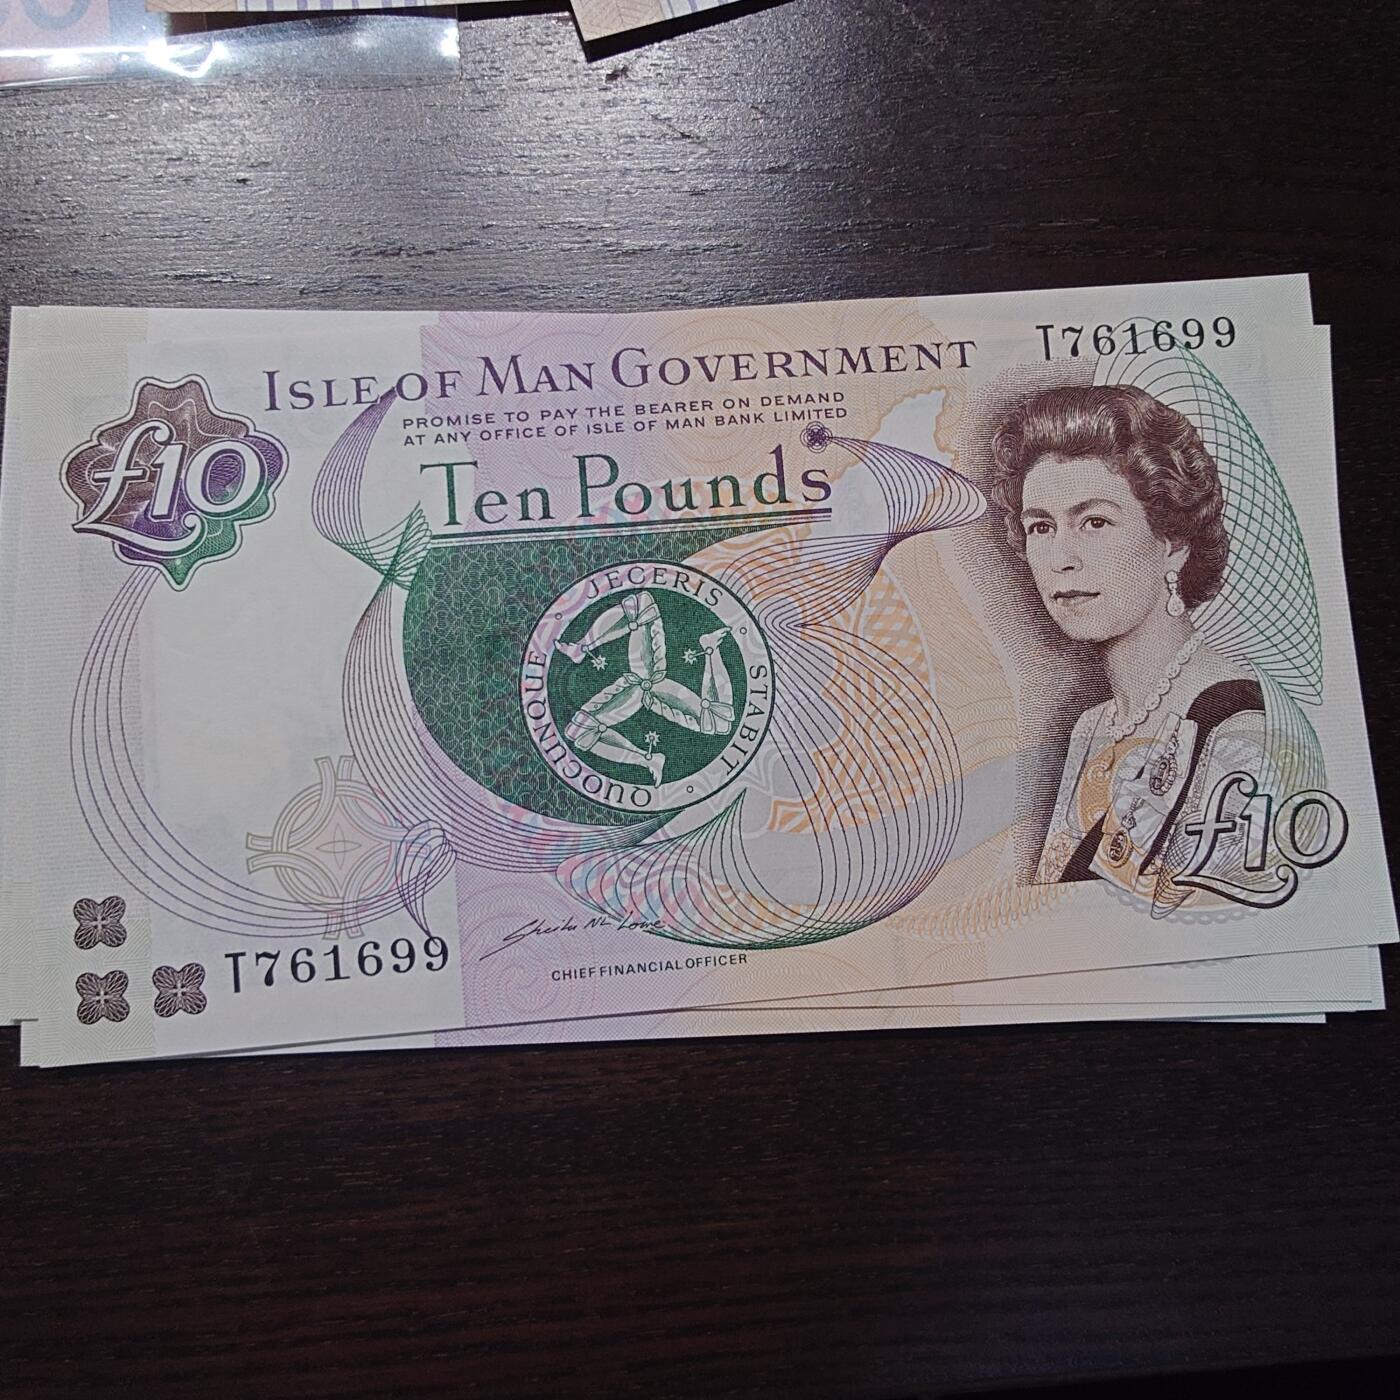 ISLE OF MAN GOVERNMENT
T761699
PROMISE TO PAY THE BEARER ON DEMAND
AT ANY OFFICE OF ISLE OF MAN BANK LIMITED
£10
Ten Pounds
QUOCUNQUE JECERIS STABIT
£10
T761699
CHIEF FINANCIAL OFFICER